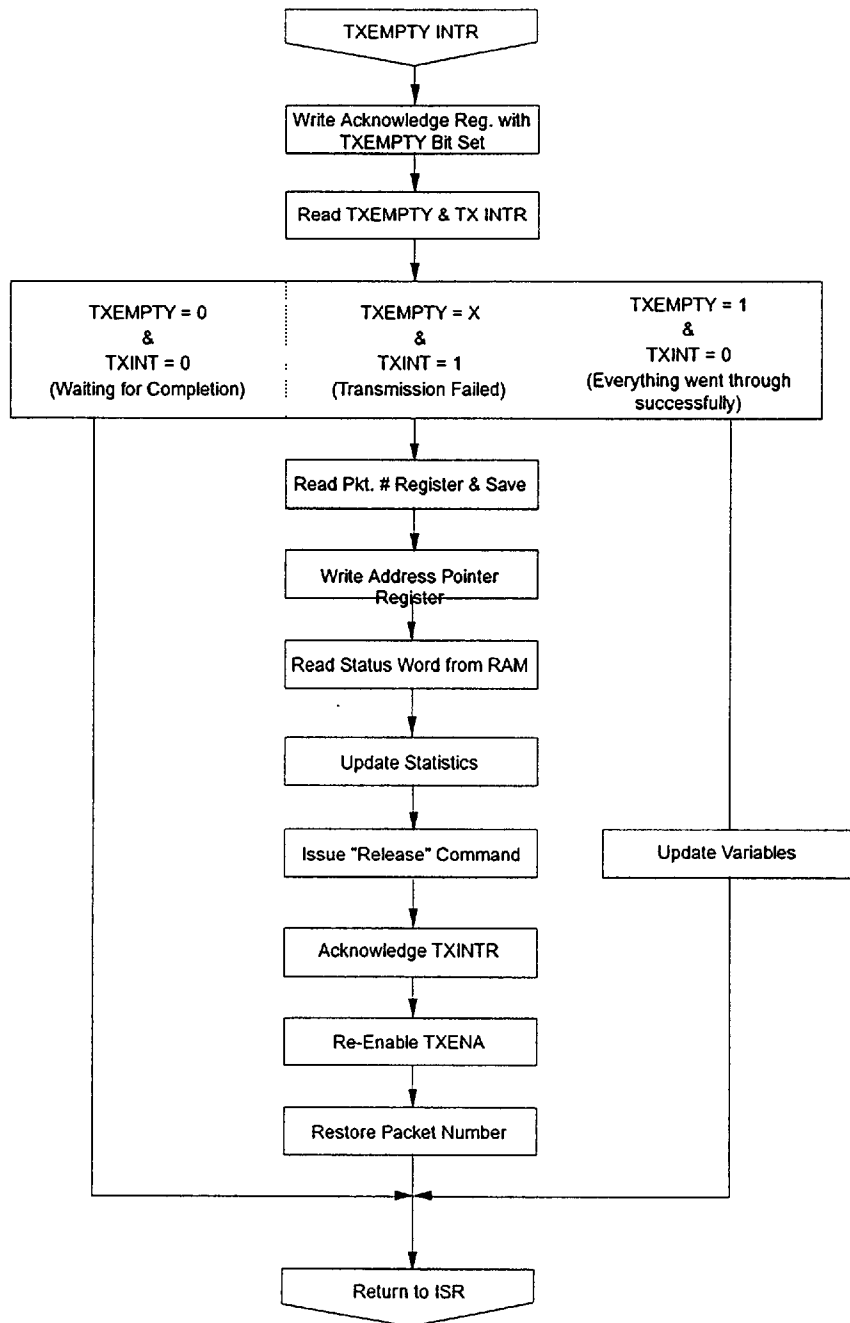 TXEMPTY INTR
Write Acknowledge Reg. with
TXEMPTY Bit Set
Read TXEMPTY & TX INTR
TXEMPTY = 0
&
TXINT = 0
(Waiting for Completion)
TXEMPTY = X
&
TXINT = 1
(Transmission Failed)
TXEMPTY = 1
&
TXINT = 0
(Everything went through
successfully)
Read Pkt. # Register & Save
Write Address Pointer
Register
Read Status Word from RAM
Update Statistics
Issue "Release" Command
Update Variables
Acknowledge TXINTR
Re-Enable TXENA
Restore Packet Number
Return to ISR